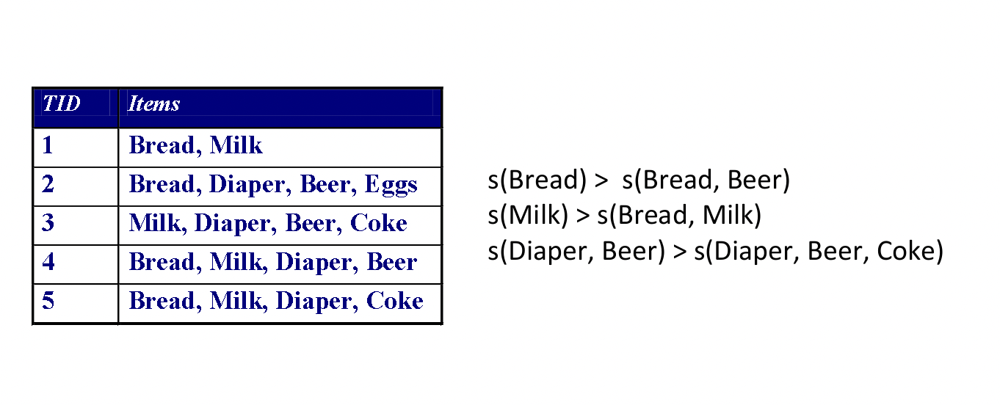 TID Items
1 Bread, Milk
2 Bread, Diaper, Beer, Eggs
3 Milk, Diaper, Beer, Coke
4 Bread, Milk, Diaper, Beer
5 Bread, Milk, Diaper, Coke
s(Bread) >  s(Bread, Beer)
s(Milk) > s(Bread, Milk)
s(Diaper, Beer) > s(Diaper, Beer, Coke)